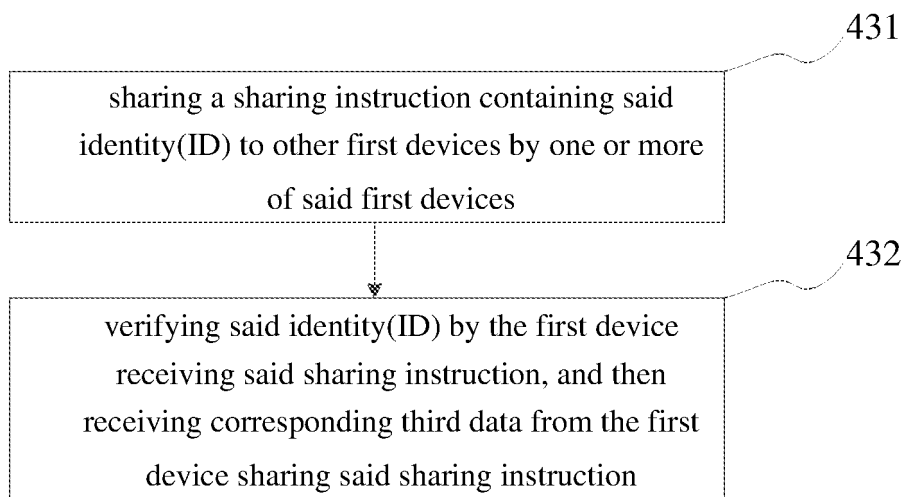 431
sharing a sharing instruction containing said
identity(ID) to other first devices by one or more
of said first devices
432
verifying said identity(ID) by the first device
receiving said sharing instruction, and then
receiving corresponding third data from the first
device sharing said sharing instruction